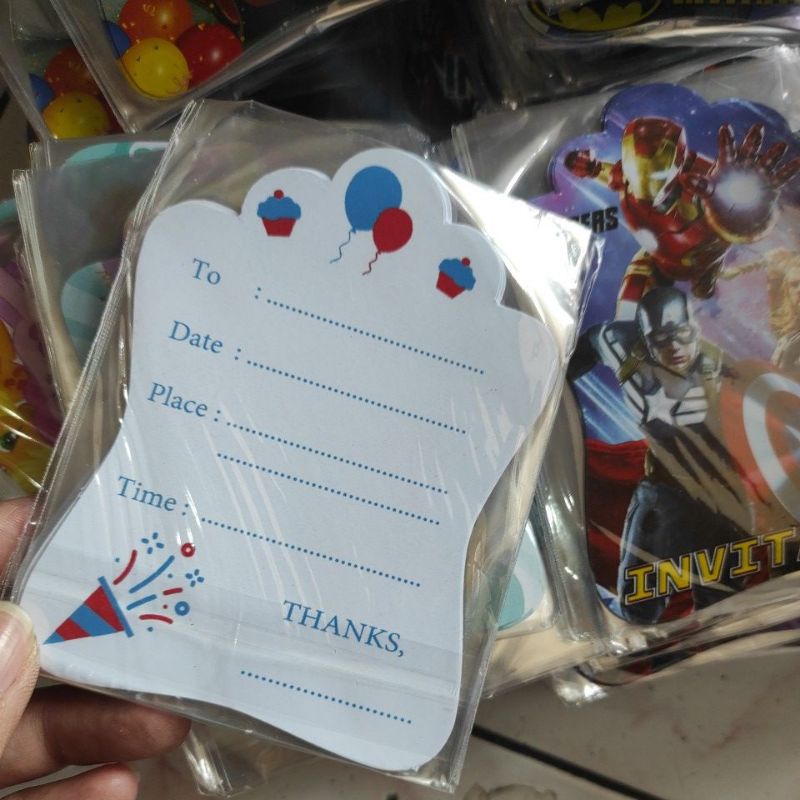 To : ............................................
Date : ............................................
Place : ............................................
............................................
Time : ............................................
THANKS,
..............................
INVIT